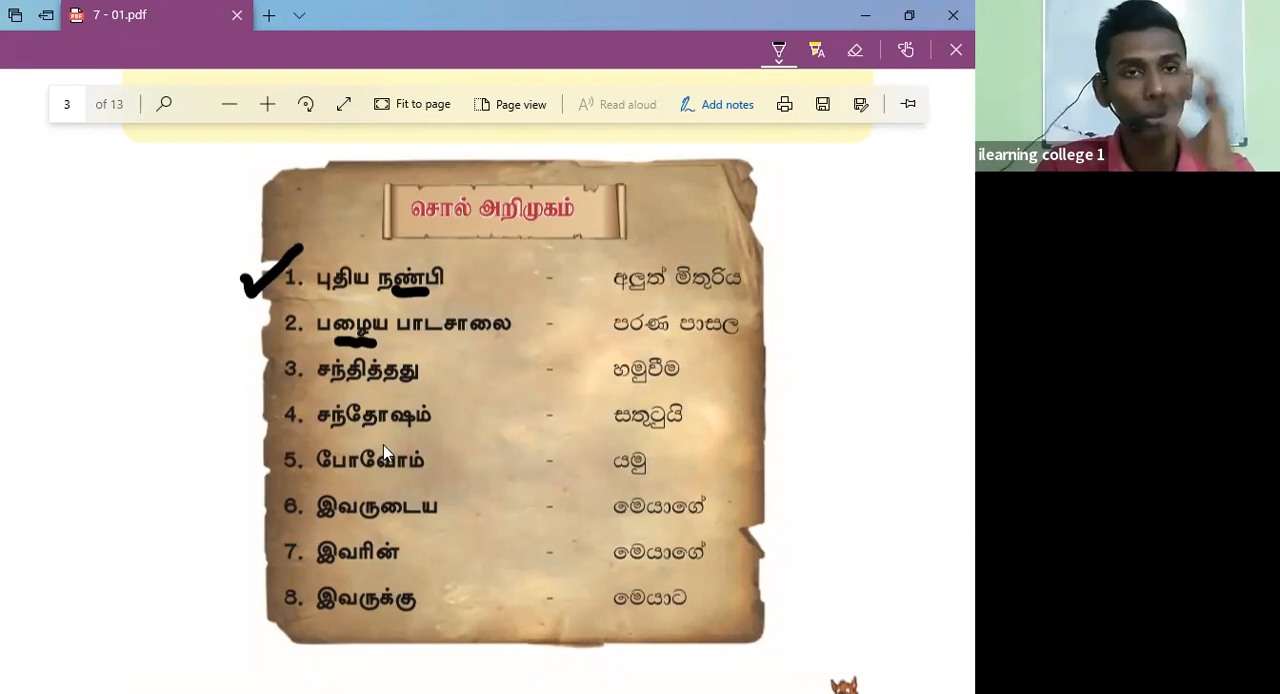 7 - 01.pdf
3 of 13 Fit to page Page view Read aloud Add notes
ilearning college 1
சொல் அறிமுகம்
1. புதிய நண்பி - අලුත් මිතුරිය
2. பழைய பாடசாலை - පරණ පාසල
3. சந்தித்தது - හමුවීම
4. சந்தோஷம் - සතුටුයි
5. போவோம் - යමු
6. இவருடைய - මෙයාගේ
7. இவரின் - මෙයාගේ
8. இவருக்கு - මෙයාට